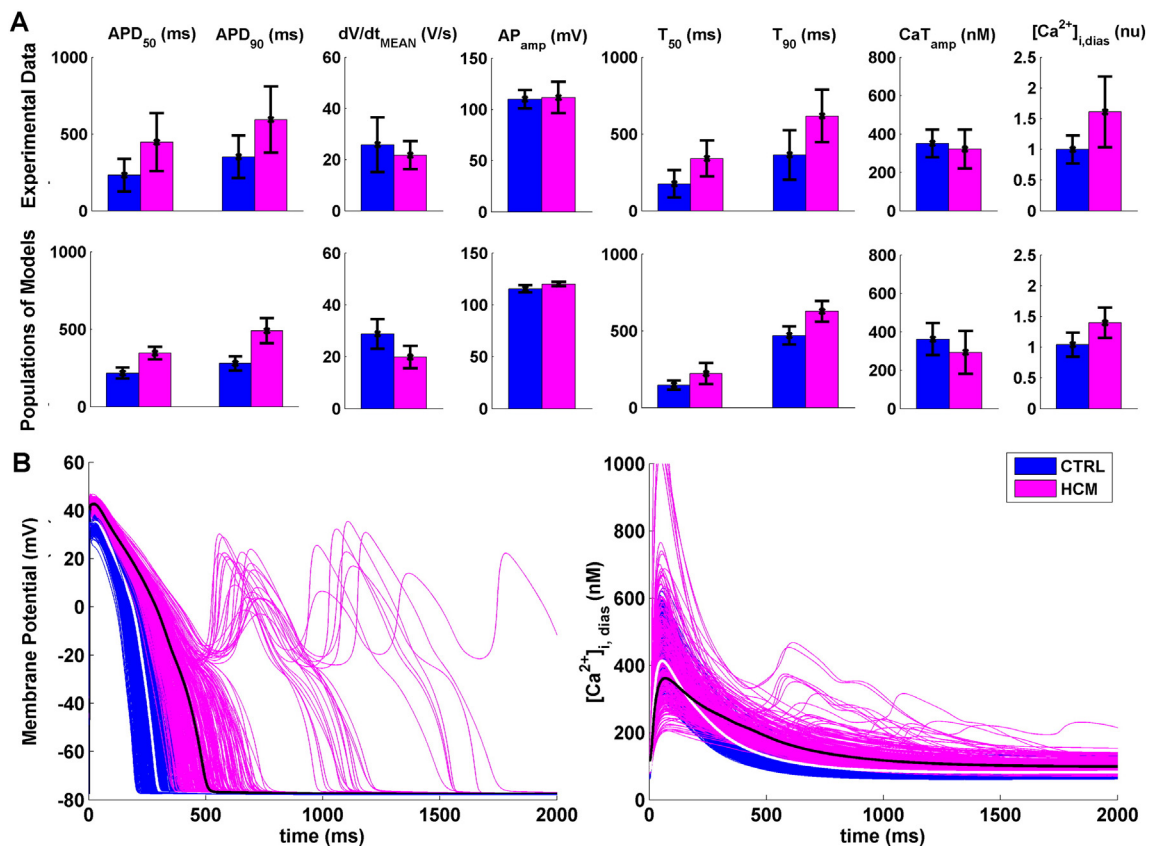 A
APD50 (ms) APD90 (ms) dV/dtMEAN (V/s) APamp (mV) T50 (ms) T90 (ms) CaTamp (nM) [Ca2+]i,dias (nu)
Experimental Data
1000 500 0
60 40 20 0
150 100 50 0
1000 500 0
800 600 400 200 0
2.5 2 1.5 1 0.5 0
Populations of Models
1000 500 0
60 40 20 0
150 100 50 0
1000 500 0
800 600 400 200 0
2.5 2 1.5 1 0.5 0
B
Membrane Potential (mV)
60 40 20 0 -20 -40 -60 -80
0 500 1000 1500 2000
time (ms)
[Ca2+]i, dias (nM)
1000 800 600 400 200 0
0 500 1000 1500 2000
time (ms)
CTRL
HCM